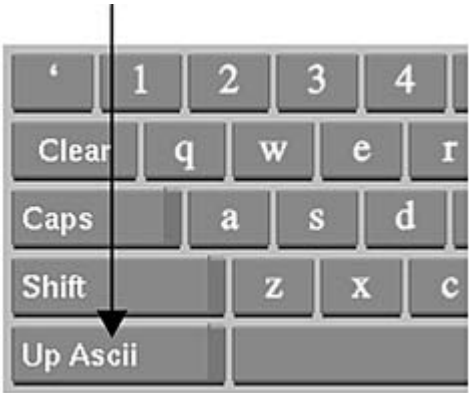 ‘ 1 2 3 4
Clear q w e r
Caps a s d
Shift z x c
Up Ascii